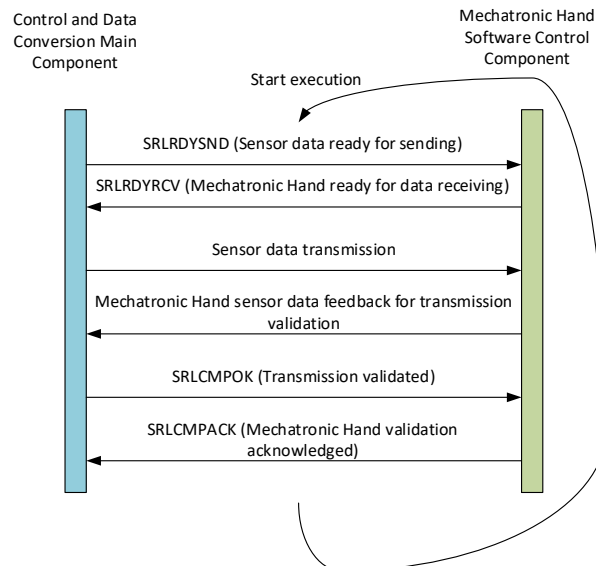 Control and Data
Conversion Main
Component
Mechatronic Hand
Software Control
Component
Start execution
SRLRDYSND (Sensor data ready for sending)
SRLRDYRCV (Mechatronic Hand ready for data receiving)
Sensor data transmission
Mechatronic Hand sensor data feedback for transmission
validation
SRLCMPOK (Transmission validated)
SRLCMPACK (Mechatronic Hand validation
acknowledged)